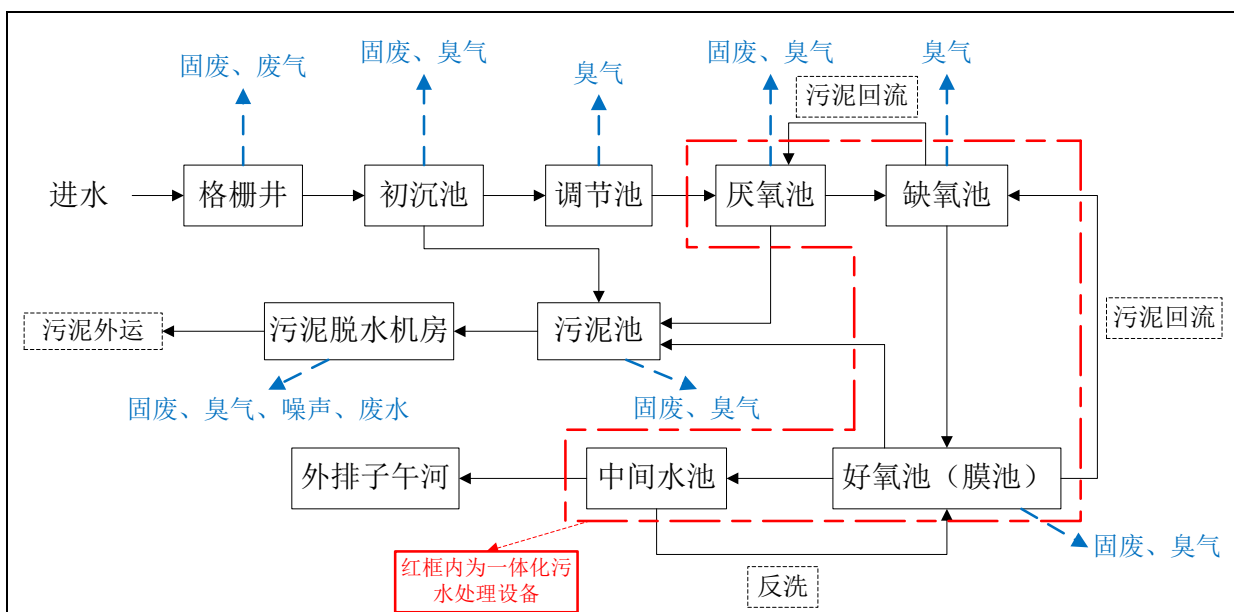 固废、废气
固废、臭气
臭气
固废、臭气
臭气
污泥回流
进水
格栅井
初沉池
调节池
厌氧池
缺氧池
污泥外运
污泥脱水机房
污泥池
污泥回流
固废、臭气、噪声、废水
固废、臭气
外排子午河
中间水池
好氧池（膜池）
固废、臭气
红框内为一体化污
水处理设备
反洗